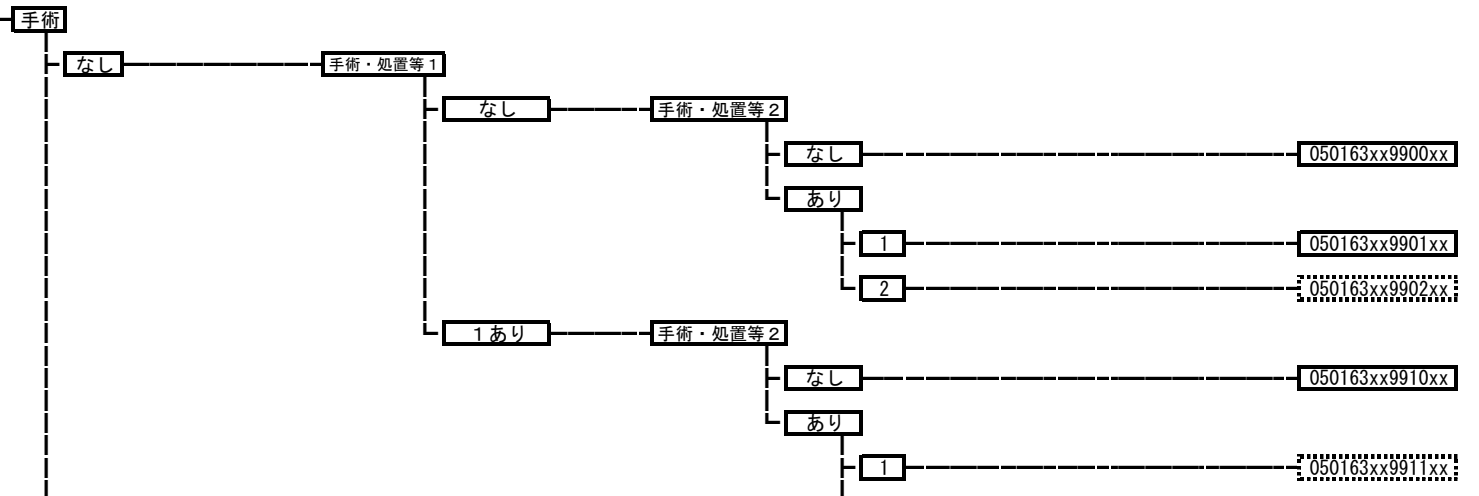 手術
なし 手術・処置等1
なし 手術・処置等2
なし 050163xx9900xx
あり
1 050163xx9901xx
2 050163xx9902xx
1あり 手術・処置等2
なし 050163xx9910xx
あり
1 050163xx9911xx